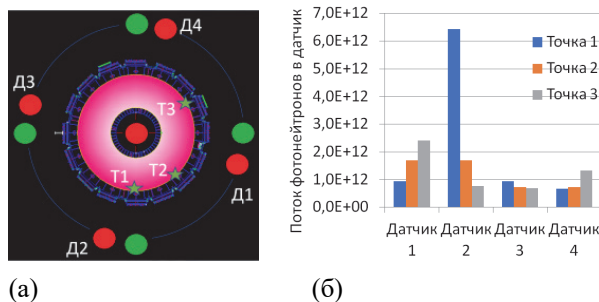 Д4
Д3
Т3
Т1
Т2
Д1
Д2
(а)
Поток фотонейтронов в датчик
7,0E+12
6,0E+12
5,0E+12
4,0E+12
3,0E+12
2,0E+12
1,0E+12
0,0E+00
Точка 1
Точка 2
Точка 3
Датчик 1
Датчик 2
Датчик 3
Датчик 4
(б)